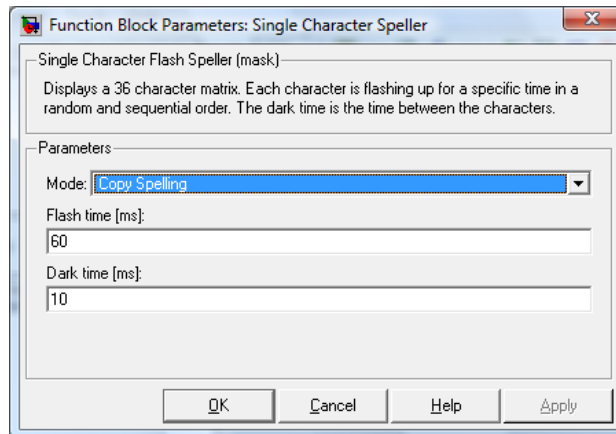 Function Block Parameters: Single Character Speller
Single Character Flash Speller (mask)
Displays a 36 character matrix. Each character is flashing up for a specific time in a
random and sequential order. The dark time is the time between the characters.
Parameters
Mode: Copy Spelling
Flash time [ms]:
60
Dark time [ms]:
10
OK Cancel Help Apply